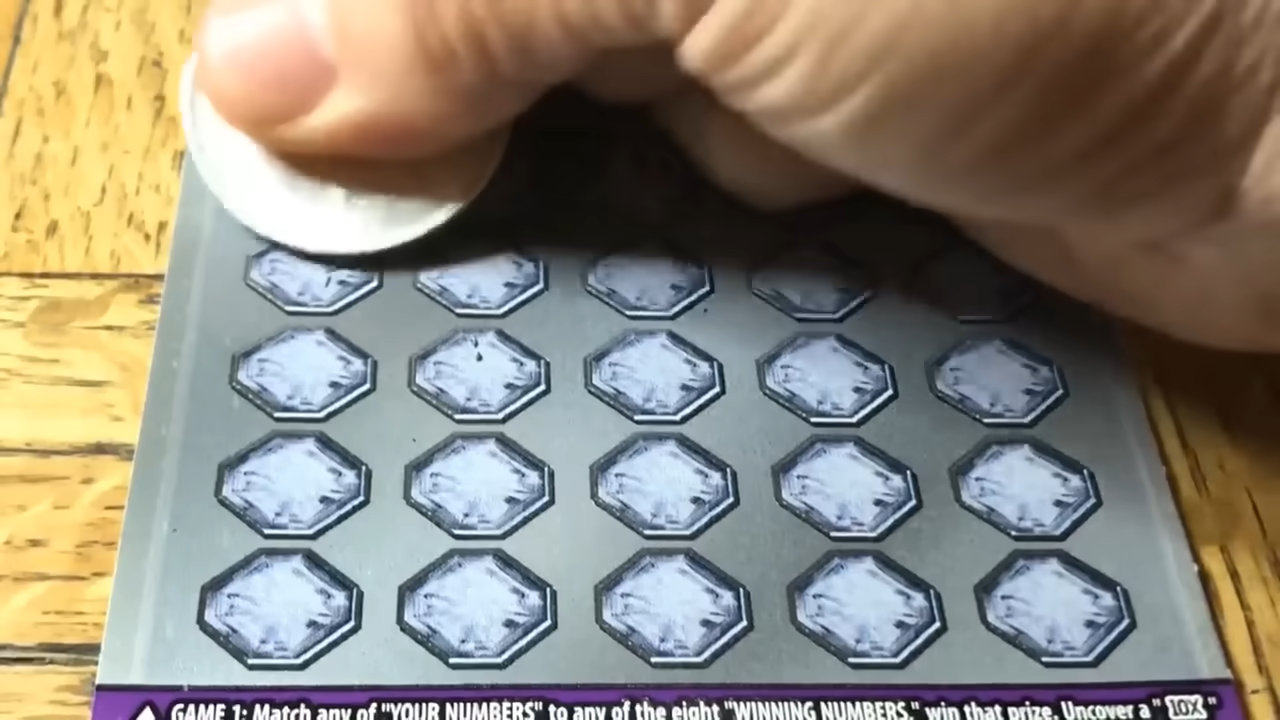 GAME 1: Match any of "YOUR NUMBERS" to any of the eight "WINNING NUMBERS," win that prize. Uncover a " 10X "